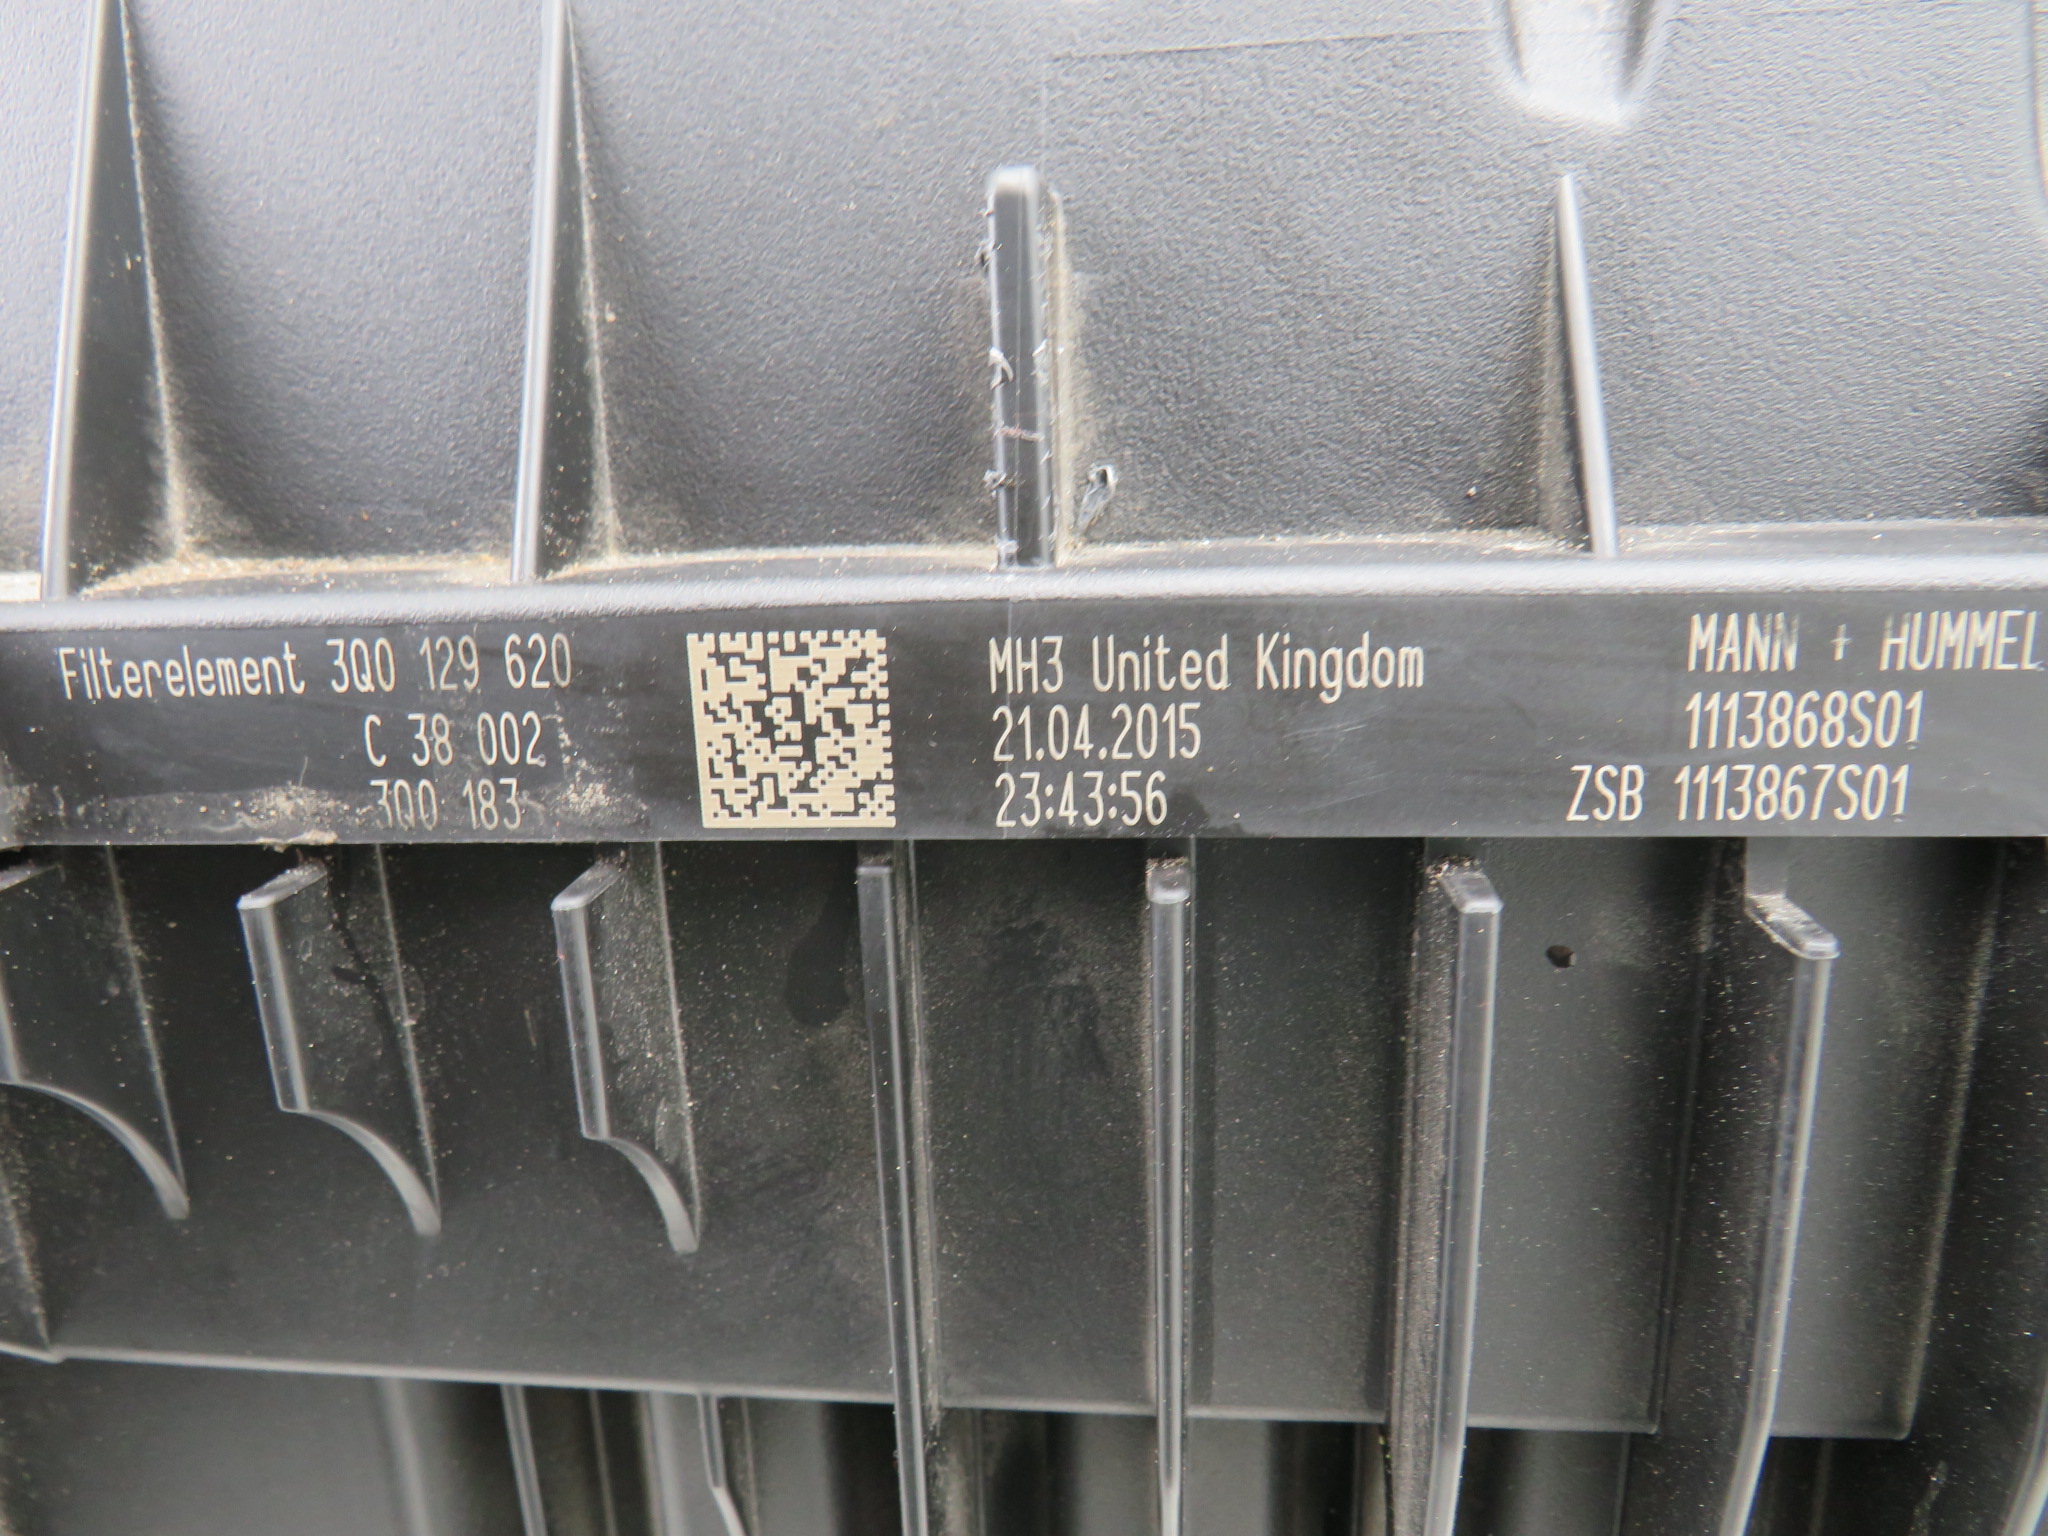 Filterelement 3Q0 129 620
C 38 002
3Q0 183
MH3 United Kingdom
21.04.2015
23:43:56
MANN + HUMMEL
1113868S01
ZSB 1113867S01